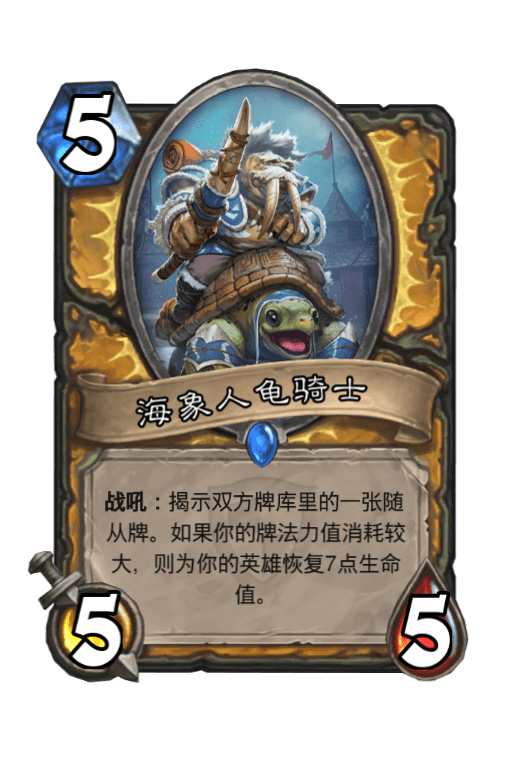 5
海象人龟骑士
战吼：揭示双方牌库里的一张随
从牌。如果你的牌法力值消耗较
大，则为你的英雄恢复7点生命
值。
5
5